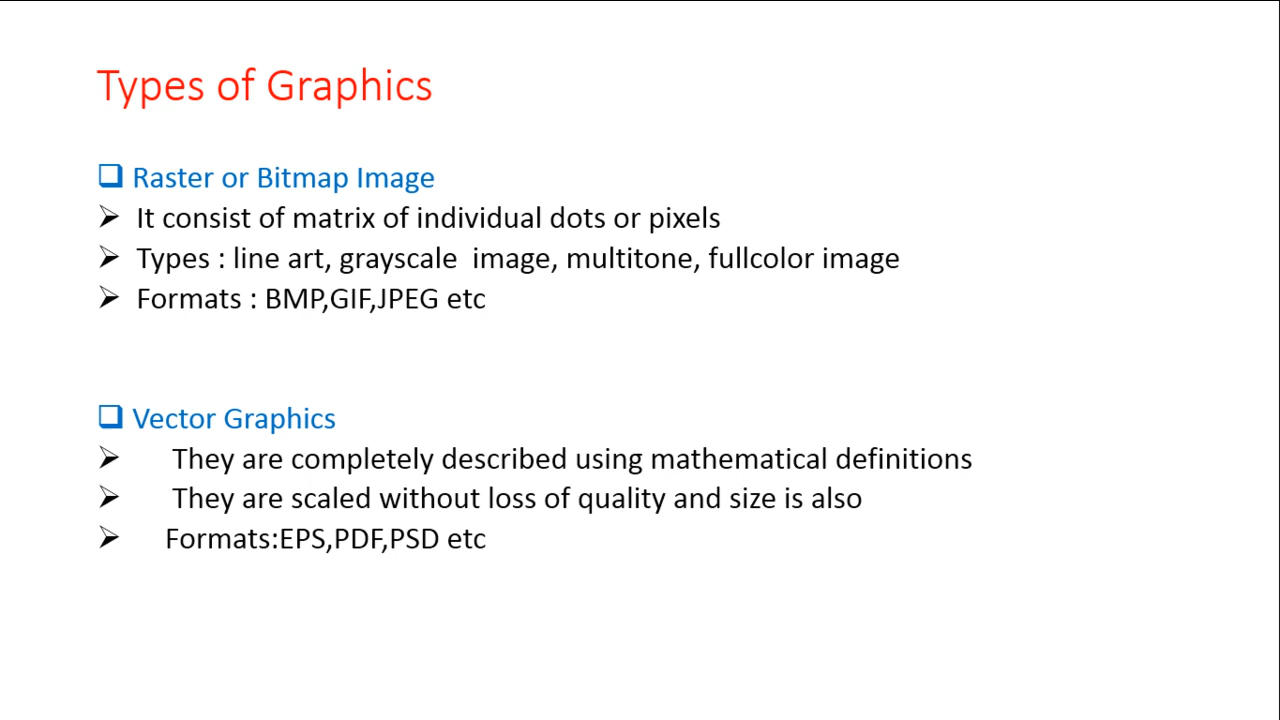 Types of Graphics
❑ Raster or Bitmap Image
➢ It consist of matrix of individual dots or pixels
➢ Types : line art, grayscale  image, multitone, fullcolor image
➢ Formats : BMP,GIF,JPEG etc
❑ Vector Graphics
➢ They are completely described using mathematical definitions
➢ They are scaled without loss of quality and size is also
➢ Formats:EPS,PDF,PSD etc